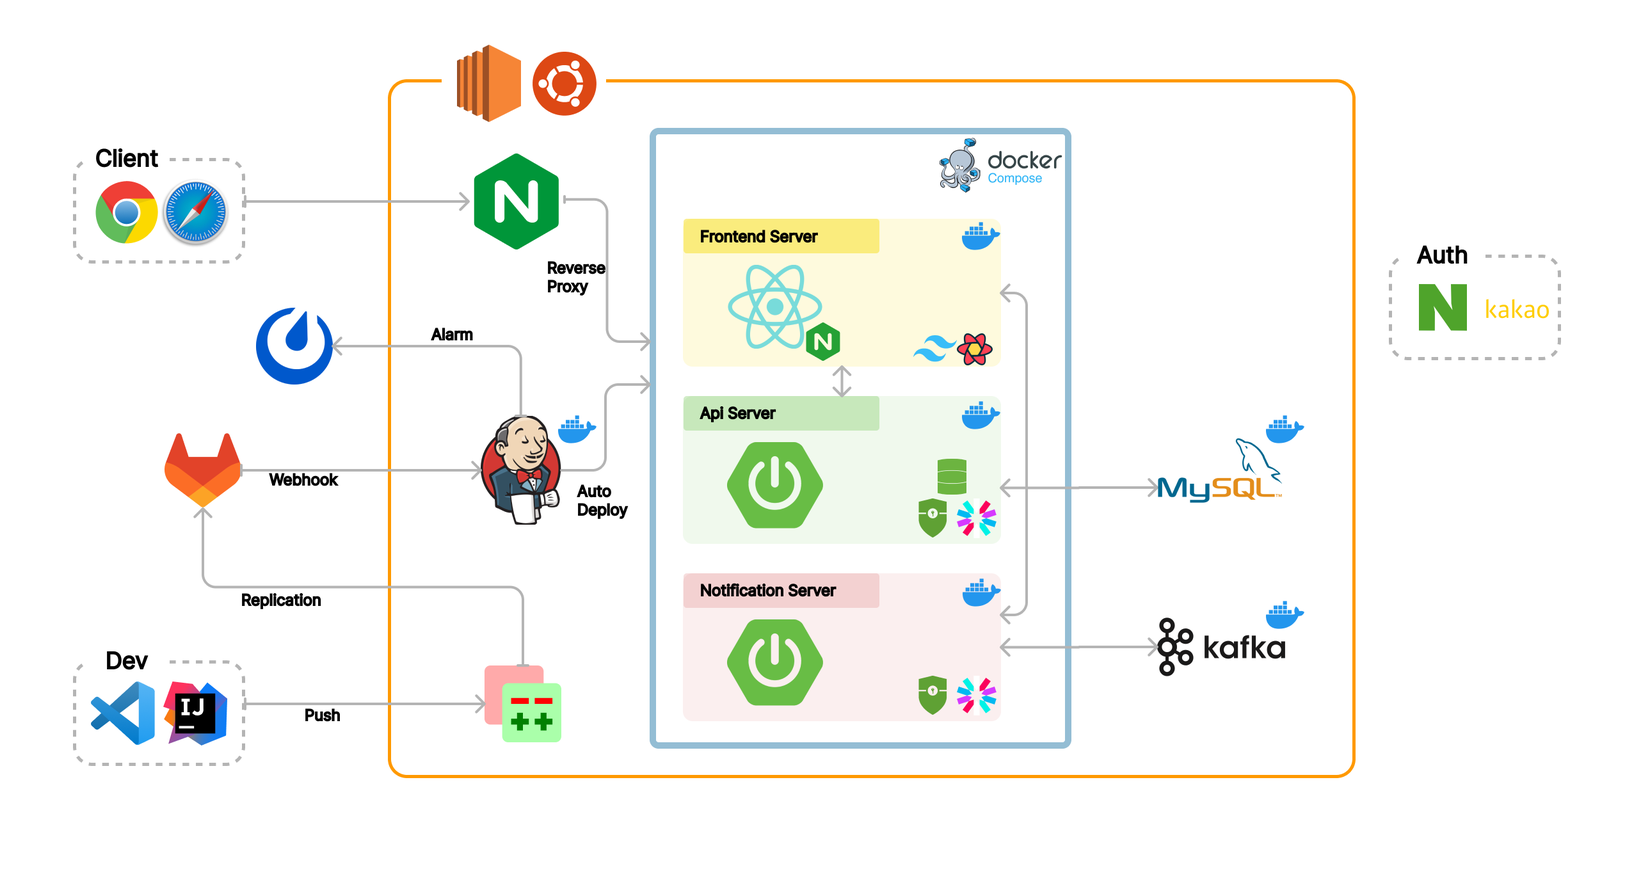 Client
N
Reverse
Proxy
Alarm
Webhook
Auto
Deploy
Replication
Dev
IJ
Push
docker
Compose
Frontend Server
N
Api Server
Notification Server
MySQL
kafka
Auth
N
kakao